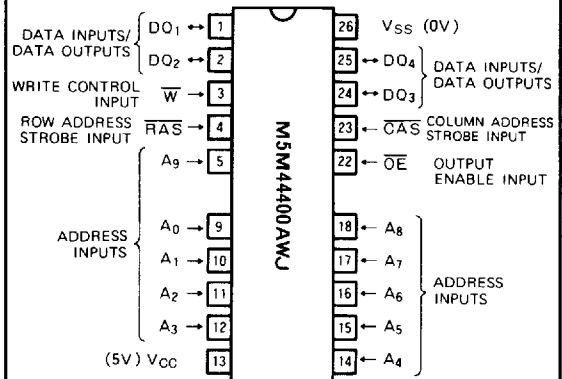 DATA INPUTS/
DATA OUTPUTS
DQ₁ ↔ 1
DQ₂ ↔ 2
WRITE CONTROL
INPUT
W̅ → 3
ROW ADDRESS
STROBE INPUT
R̅A̅S̅ → 4
A₉ → 5
ADDRESS
INPUTS
A₀ → 9
A₁ → 10
A₂ → 11
A₃ → 12
(5V) VCC 13
M5M44400AWJ
26 VSS (0V)
25 ↔ DQ₄
24 ↔ DQ₃
DATA INPUTS/
DATA OUTPUTS
23 ← C̅A̅S̅ COLUMN ADDRESS
STROBE INPUT
22 ← O̅E̅ OUTPUT
ENABLE INPUT
18 ← A₈
17 ← A₇
16 ← A₆
15 ← A₅
14 ← A₄
ADDRESS
INPUTS